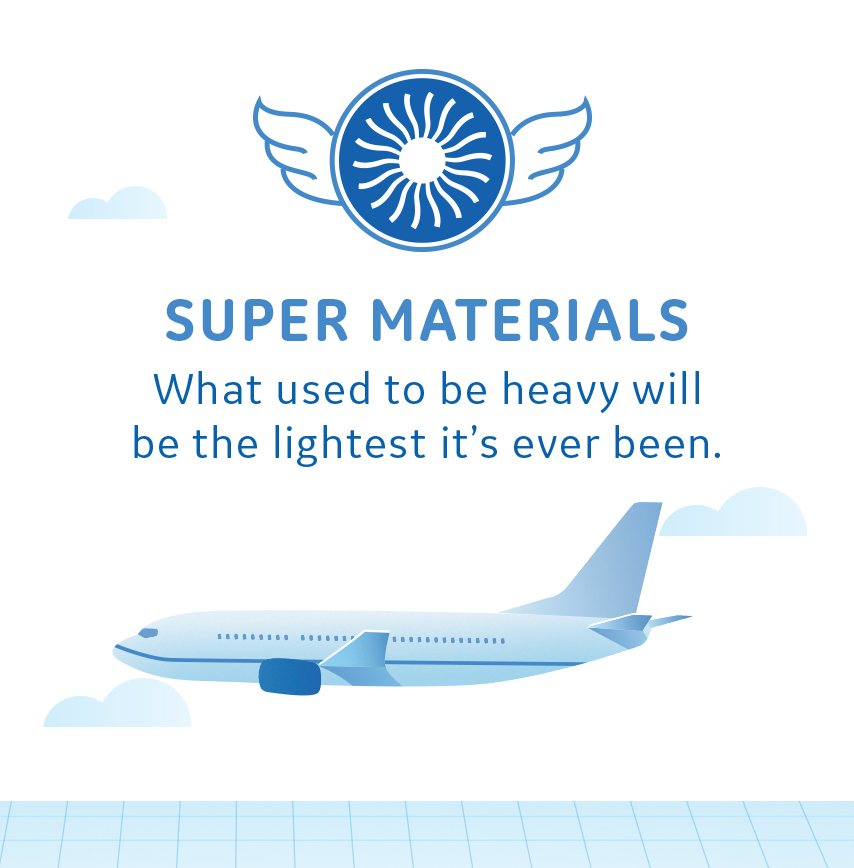 SUPER MATERIALS
What used to be heavy will
be the lightest it’s ever been.